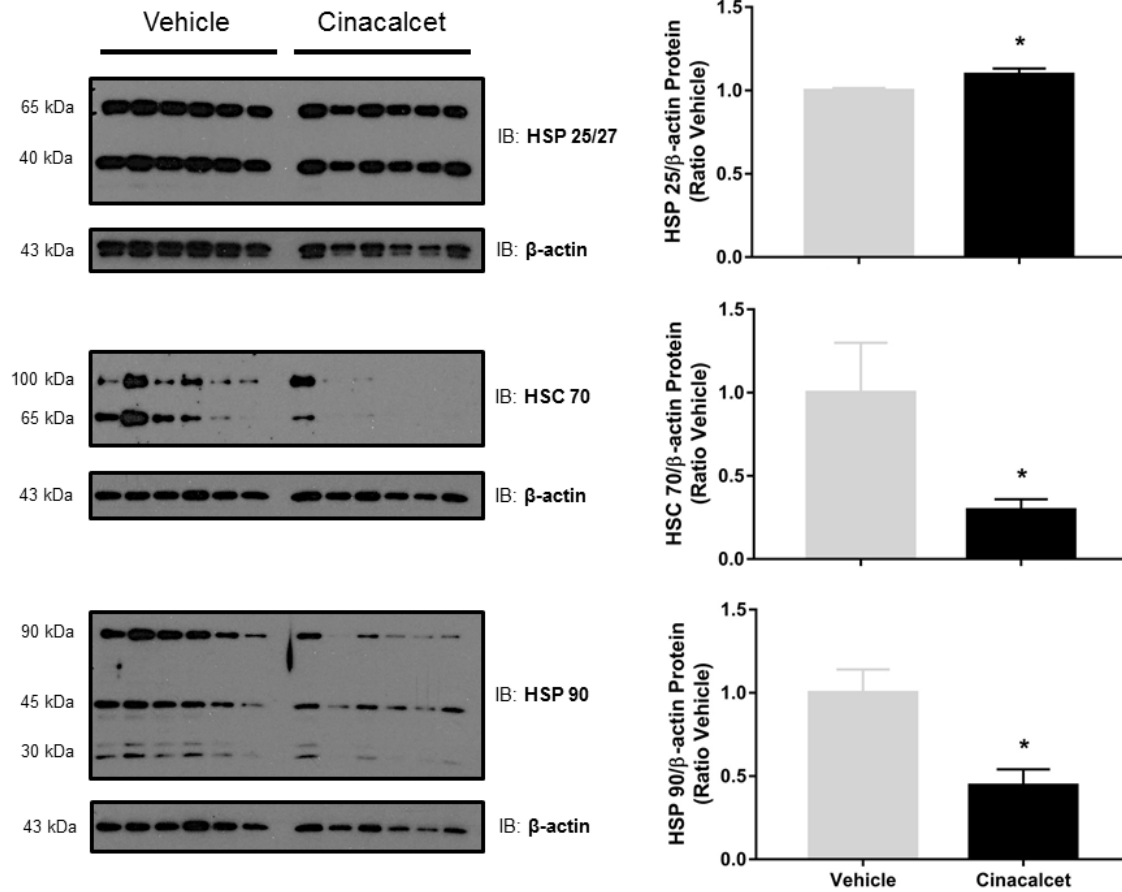 Vehicle
Cinacalcet
65 kDa
40 kDa
IB: HSP 25/27
43 kDa
IB: β-actin
100 kDa
65 kDa
IB: HSC 70
43 kDa
IB: β-actin
90 kDa
45 kDa
30 kDa
IB: HSP 90
43 kDa
IB: β-actin
HSP 25/β-actin Protein
(Ratio Vehicle)
1.5
1.0
0.5
0.0
*
HSC 70/β-actin Protein
(Ratio Vehicle)
1.5
1.0
0.5
0.0
*
HSP 90/β-actin Protein
(Ratio Vehicle)
1.5
1.0
0.5
0.0
*
Vehicle
Cinacalcet